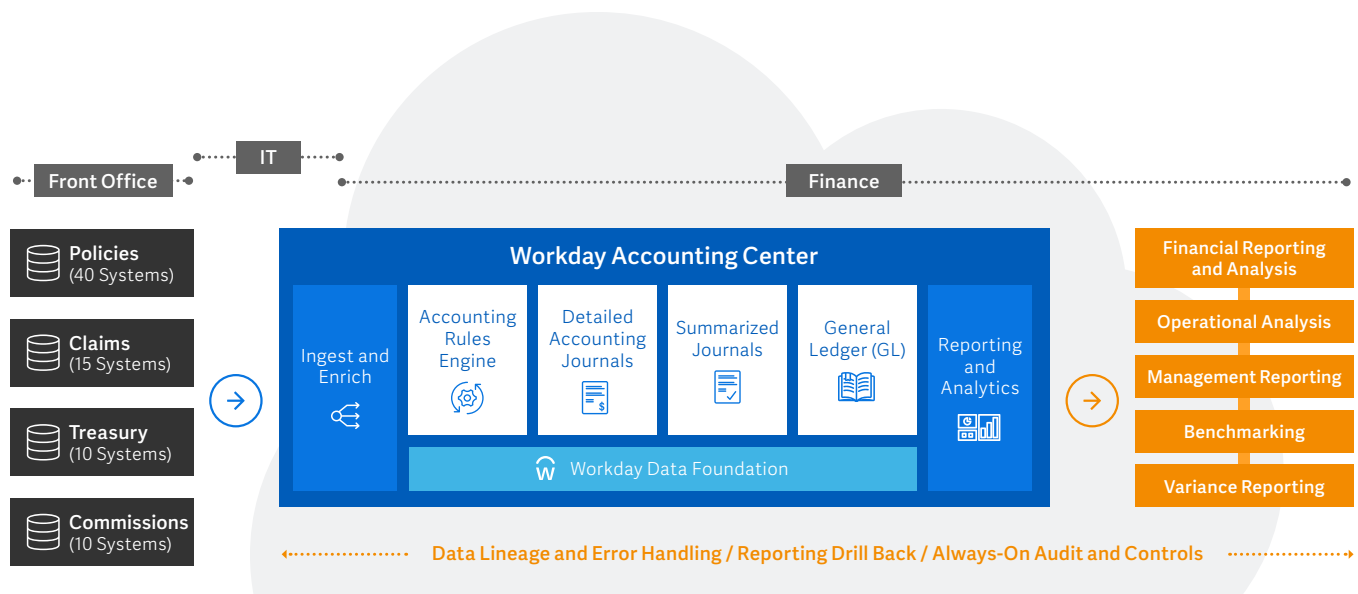 IT
Front Office
Finance
Policies
(40 Systems)
Claims
(15 Systems)
Treasury
(10 Systems)
Commissions
(10 Systems)
Workday Accounting Center
Ingest and
Enrich
Accounting
Rules
Engine
Detailed
Accounting
Journals
$
Summarized
Journals
General
Ledger (GL)
Reporting
and
Analytics
W Workday Data Foundation
Financial Reporting
and Analysis
Operational Analysis
Management Reporting
Benchmarking
Variance Reporting
Data Lineage and Error Handling / Reporting Drill Back / Always-On Audit and Controls